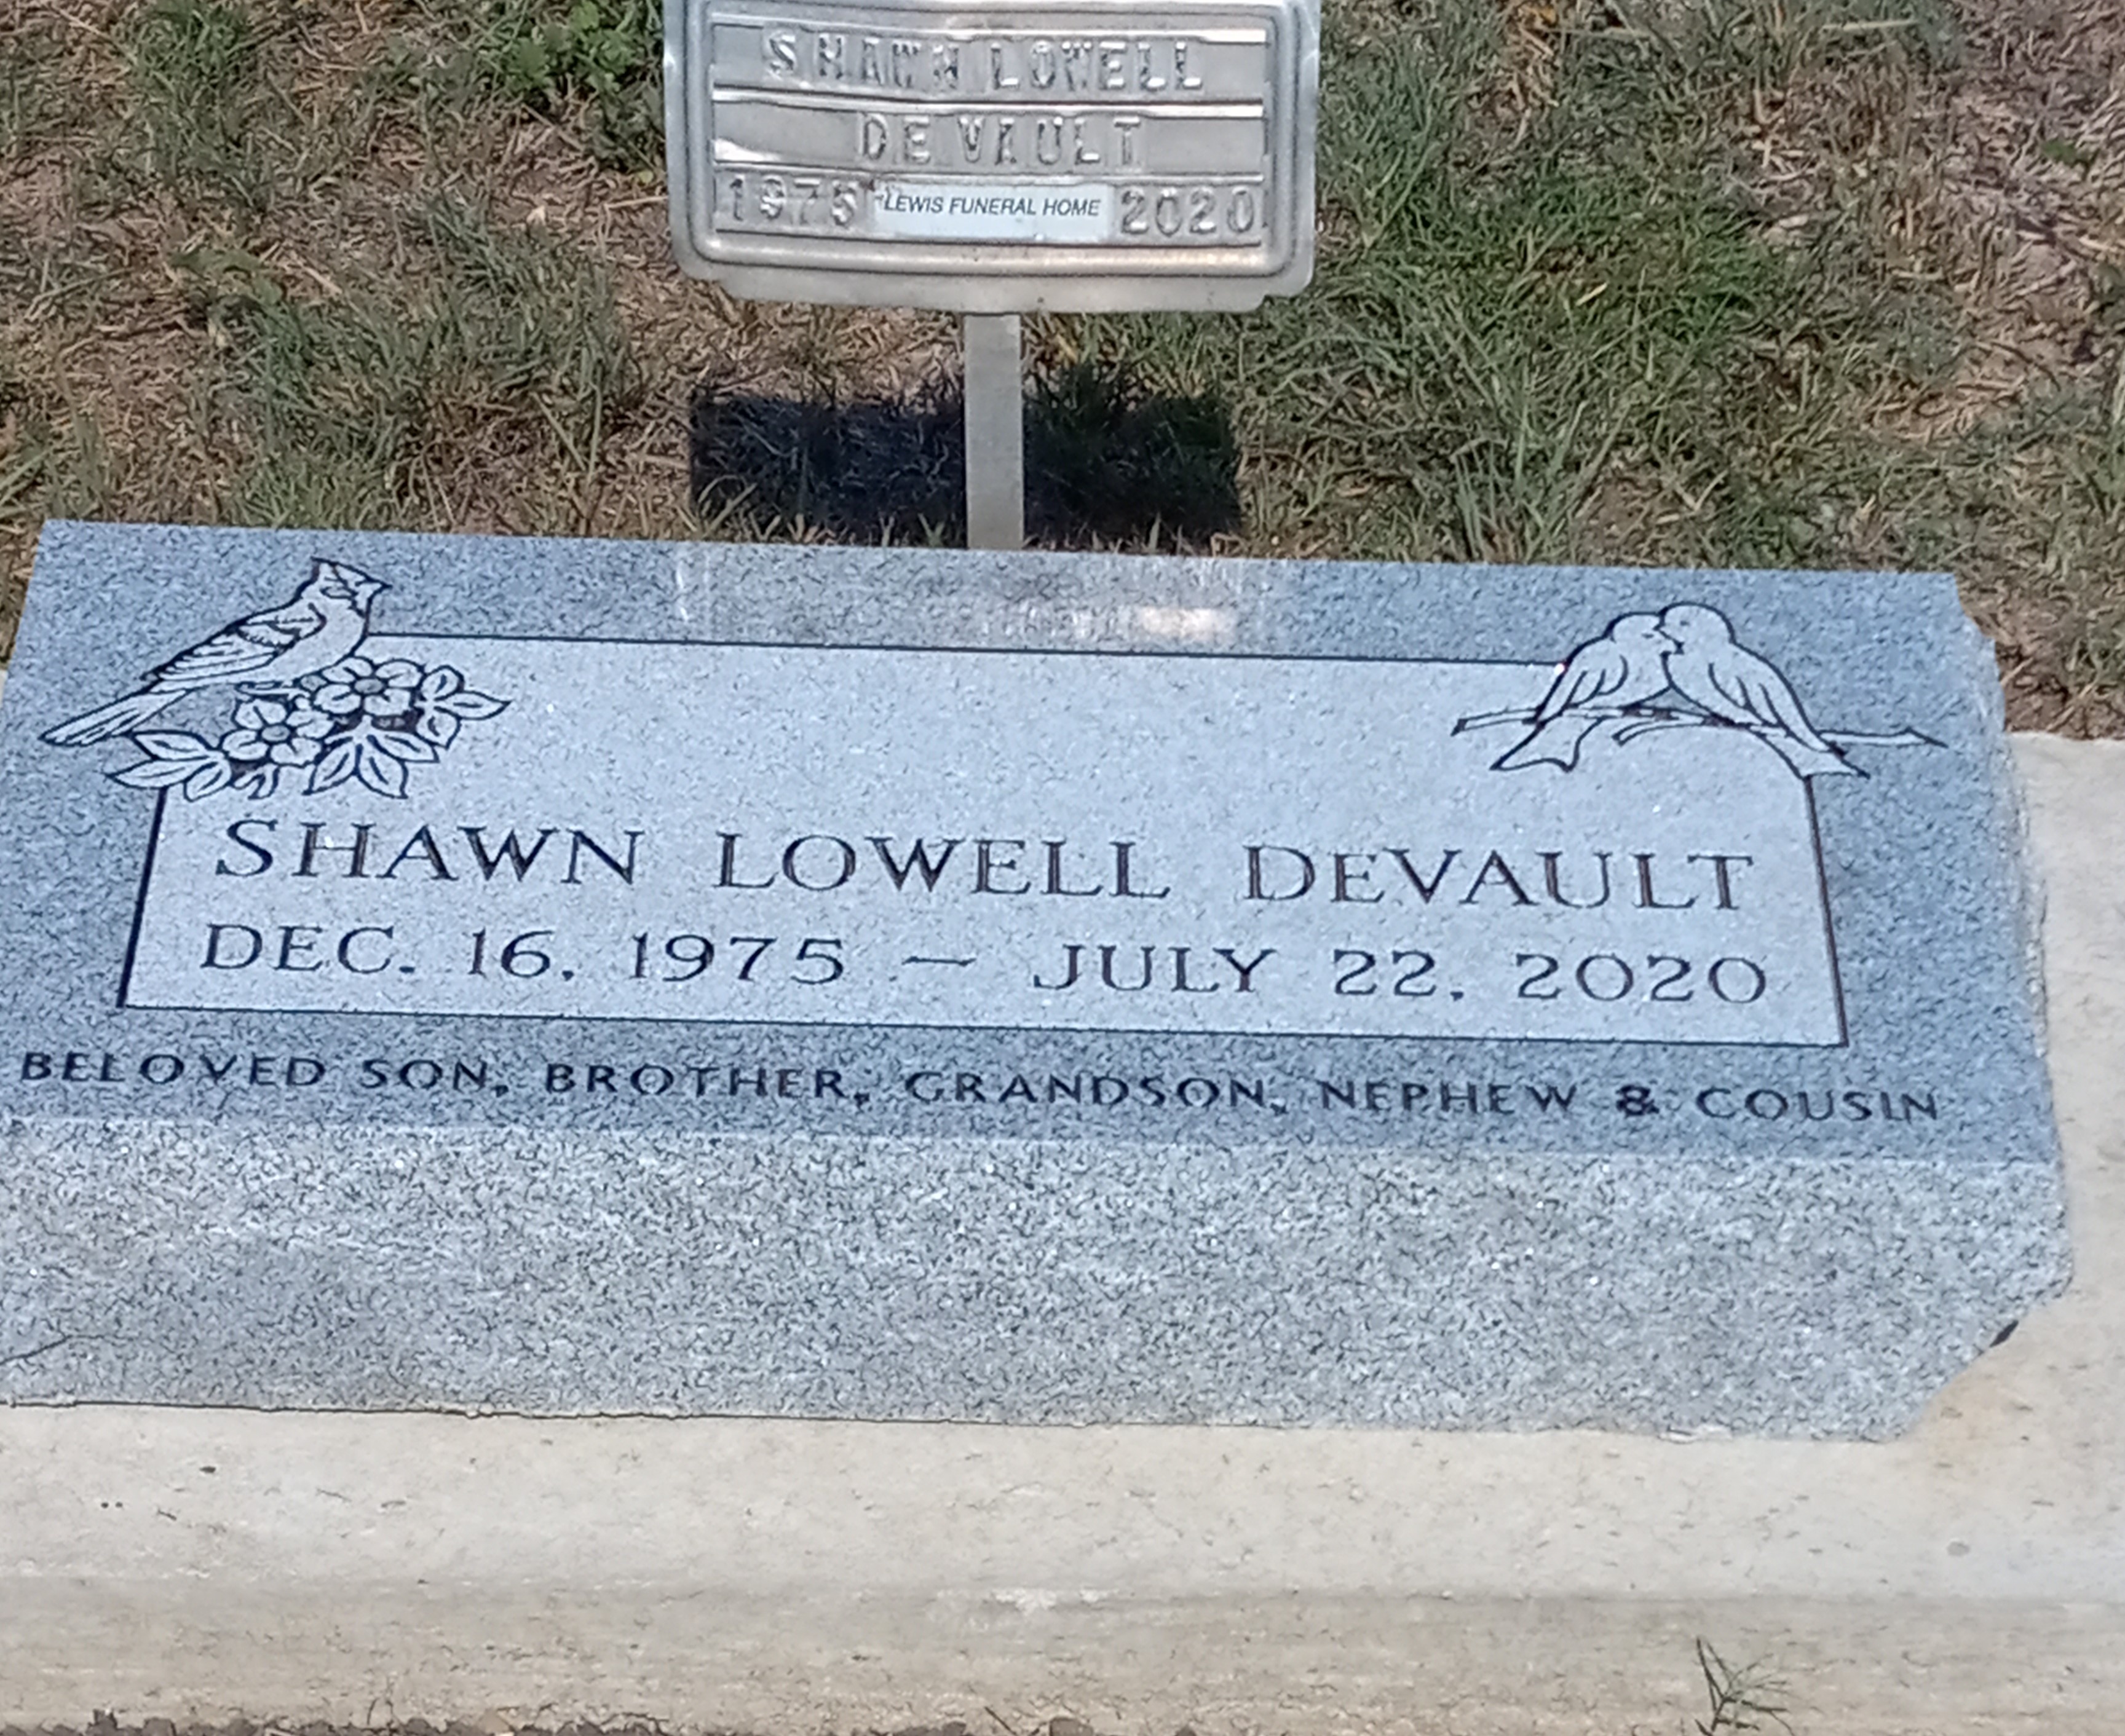 SHAWN LOWELL
DE VAULT
1975 LEWIS FUNERAL HOME 2020
SHAWN LOWELL DEVAULT
DEC. 16, 1975 – JULY 22, 2020
BELOVED SON, BROTHER, GRANDSON, NEPHEW & COUSIN